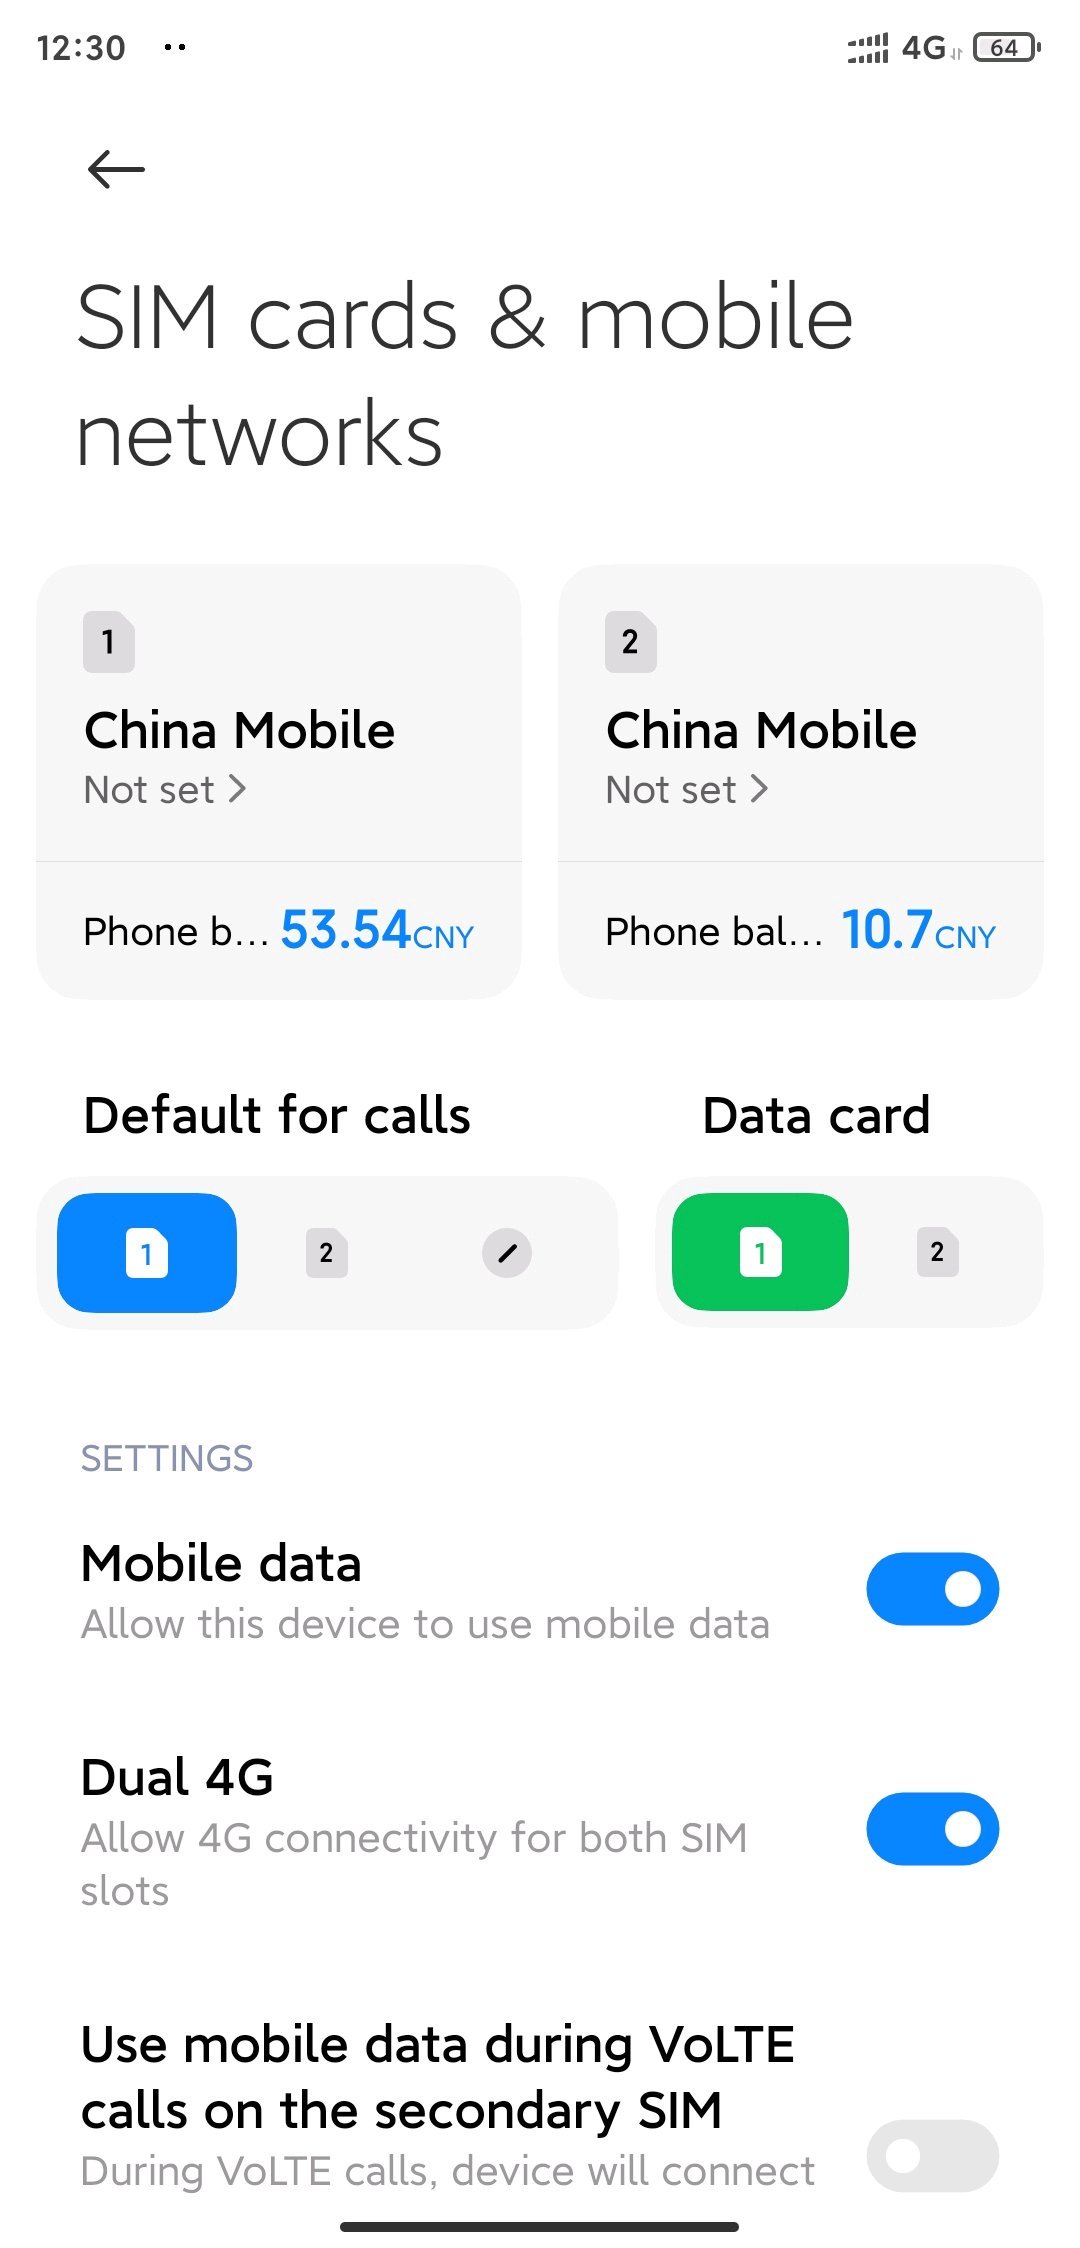 12:30
4G
64
SIM cards & mobile
networks
1
China Mobile
Not set
Phone b... 53.54CNY
2
China Mobile
Not set
Phone bal... 10.7CNY
Default for calls
1
2
Data card
1
2
SETTINGS
Mobile data
Allow this device to use mobile data
Dual 4G
Allow 4G connectivity for both SIM
slots
Use mobile data during VoLTE
calls on the secondary SIM
During VoLTE calls, device will connect